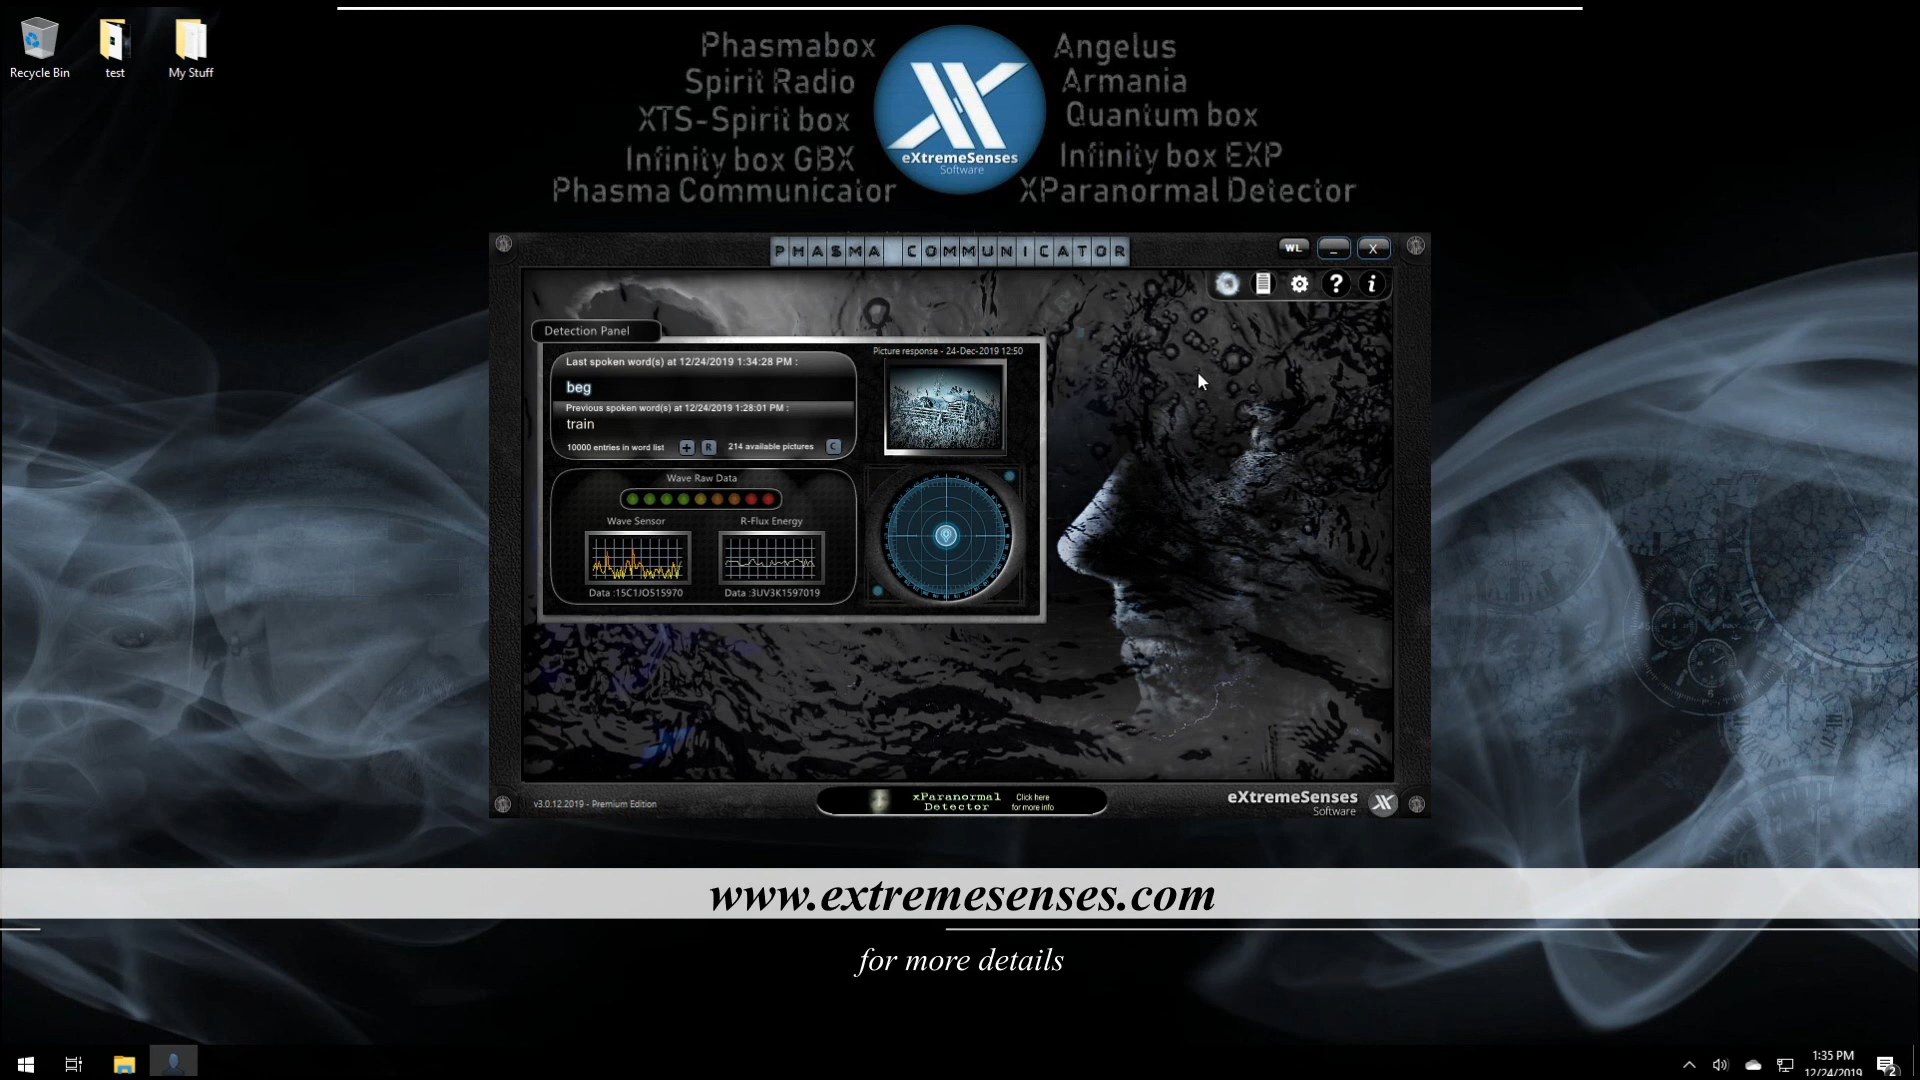 Recycle Bin
test
My Stuff
Phasmabox
Spirit Radio
XTS-Spirit box
Infinity box GBX
Phasma Communicator
eXtremeSenses
Software
Angelus
Armania
Quantum box
Infinity box EXP
XParanormal Detector
PHASMA COMMUNICATOR
WL
_
X
?
i
Detection Panel
Last spoken word(s) at 12/24/2019 1:34:28 PM :
beg
Previous spoken word(s) at 12/24/2019 1:28:01 PM :
train
10000 entries in word list + R 214 available pictures C
Picture response - 24-Dec-2019 12:50
Wave Raw Data
Wave Sensor
R-Flux Energy
Data :15C1JO515970
Data :3UV3K1597019
v3.0.12.2019 - Premium Edition
xParanormal
Detector
Click here
for more info
eXtremeSenses
Software
www.extremesenses.com
for more details
1:35 PM
12/24/2019
2